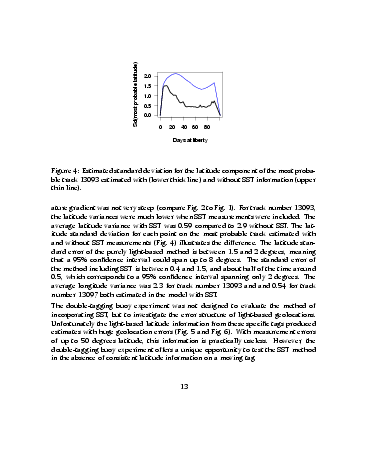 Sd(most probable latitude)
2.0
1.5
1.0
0.5
0.0
0 20 40 60 80
Days at liberty
Figure 4: Estimated standard deviation for the latitude component of the most proba-
ble track 13093 estimated with (lower thick line) and without SST information (upper
thin line).
ature gradient was not very steep (compare Fig. 2 to Fig. 1). For track number 13093,
the latitude variances were much lower when SST measurements were included. The
average latitude variance with SST was 0.59 compared to 2.9 without SST. The lat-
itude standard deviation for each point on the most probable track estimated with
and without SST measurements (Fig. 4) illustrates the difference. The latitude stan-
dard error of the purely light-based method is between 1.5 and 2 degrees, meaning
that a 95% confidence interval could span up to 8 degrees. The standard error of
the method including SST is between 0.4 and 1.5, and about half of the time around
0.5, which corresponds to a 95% confidence interval spanning only 2 degrees. The
average longitude variance was 2.3 for track number 13093 and and 0.54 for track
number 13097 both estimated in the model with SST.
The double-tagging buoy experiment was not designed to evaluate the method of
incorporating SST, but to investigate the error structure of light-based geolocations.
Unfortunately the light-based latitude information from these specific tags produced
estimates with huge geolocation errors (Fig. 5 and Fig. 6). With measurement errors
of up to 50 degrees latitude, this information is practically useless. However the
double-tagging buoy experiment offers a unique opportunity to test the SST method
in the absence of consistent latitude information on a moving tag.
13